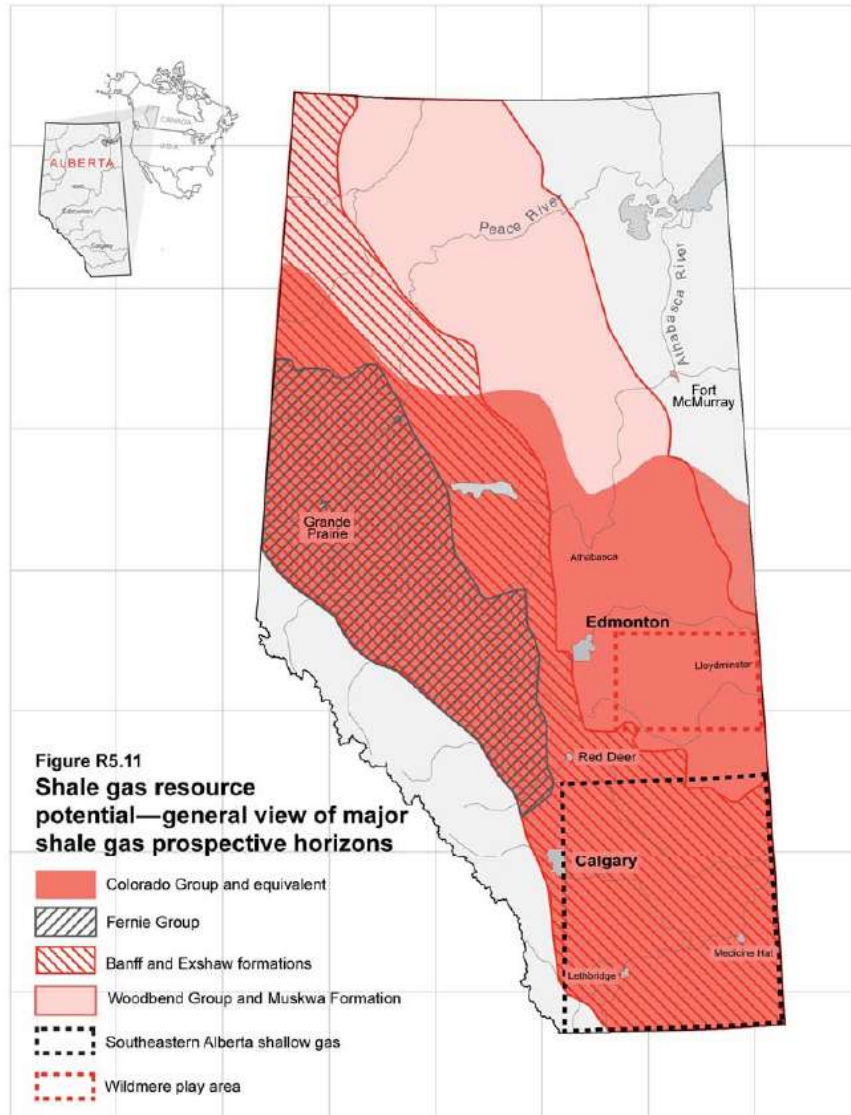 CANADA
U.S.A.
ALBERTA
Edmonton
Calgary
Peace River
Athabasca River
Fort
McMurray
Grande
Prairie
Athabasca
Edmonton
Lloydminster
Red Deer
Calgary
Medicine Hat
Lethbridge
Figure R5.11
Shale gas resource
potential—general view of major
shale gas prospective horizons
Colorado Group and equivalent
Fernie Group
Banff and Exshaw formations
Woodbend Group and Muskwa Formation
Southeastern Alberta shallow gas
Wildmere play area